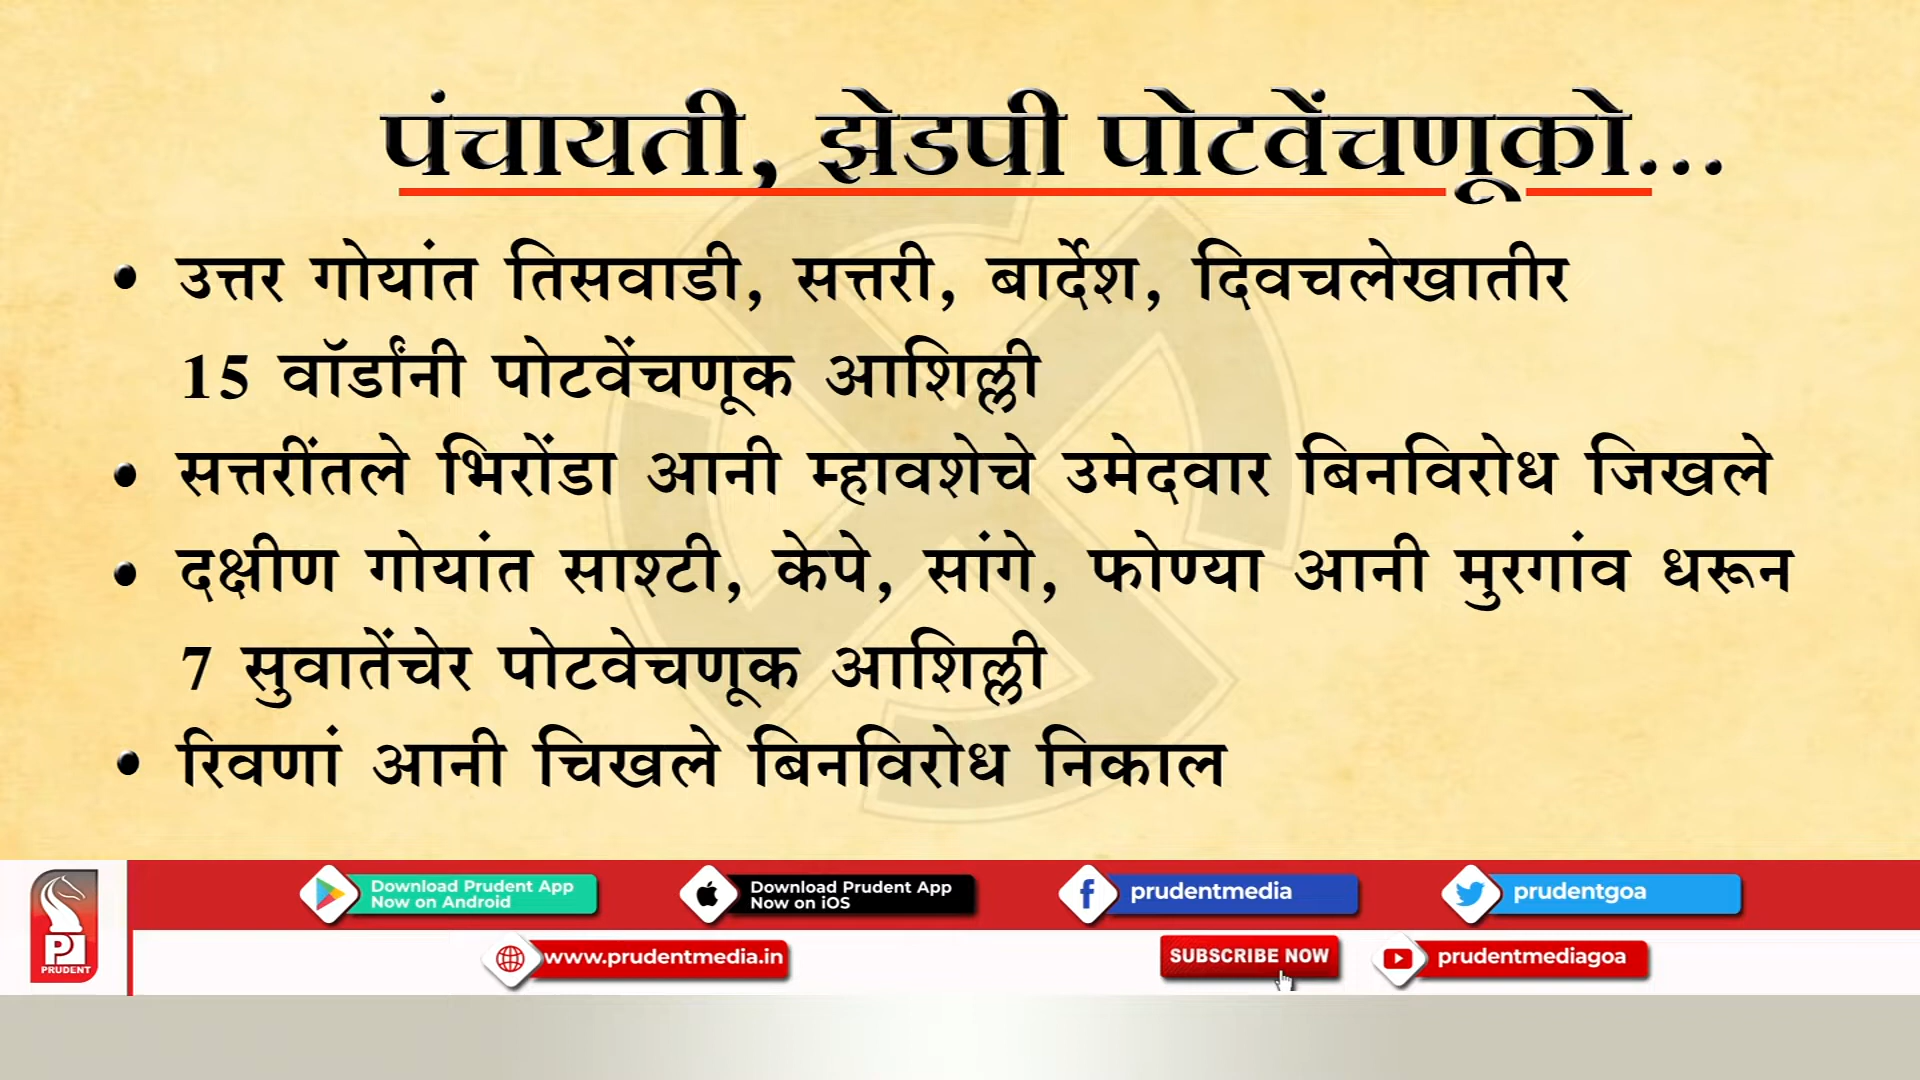 पंचायती, झेडपी पोटवेंचणूको...
• उत्तर गोयांत तिसवाडी, सत्तरी, बार्देश, दिवचलेखातीर
15 वॉर्डांनी पोटवेंचणूक आशिल्ली
• सत्तरींतले भिरोंडा आनी म्हावशेचे उमेदवार बिनविरोध जिखले
• दक्षीण गोयांत साश्टी, केपे, सांगे, फोण्या आनी मुरगांव धरून
7 सुवातेंचेर पोटवेचणूक आशिल्ली
• रिवणां आनी चिखले बिनविरोध निकाल
Download Prudent App
Now on Android
Download Prudent App
Now on iOS
prudentmedia
prudentgoa
PRUDENT
www.prudentmedia.in
SUBSCRIBE NOW
prudentmediagoa